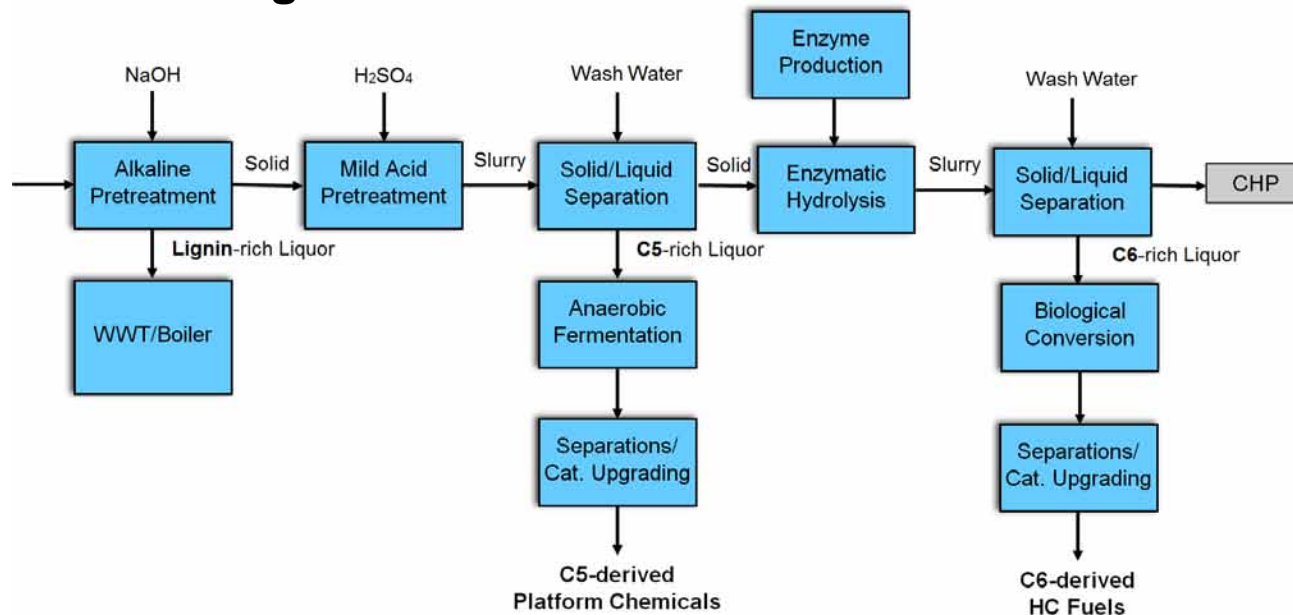 NaOH
H₂SO₄
Wash Water
Enzyme
Production
Wash Water
Alkaline
Pretreatment
Solid
Mild Acid
Pretreatment
Slurry
Solid/Liquid
Separation
Solid
Enzymatic
Hydrolysis
Slurry
Solid/Liquid
Separation
CHP
Lignin-rich Liquor
C5-rich Liquor
C6-rich Liquor
WWT/Boiler
Anaerobic
Fermentation
Biological
Conversion
Separations/
Cat. Upgrading
Separations/
Cat. Upgrading
C5-derived
Platform Chemicals
C6-derived
HC Fuels